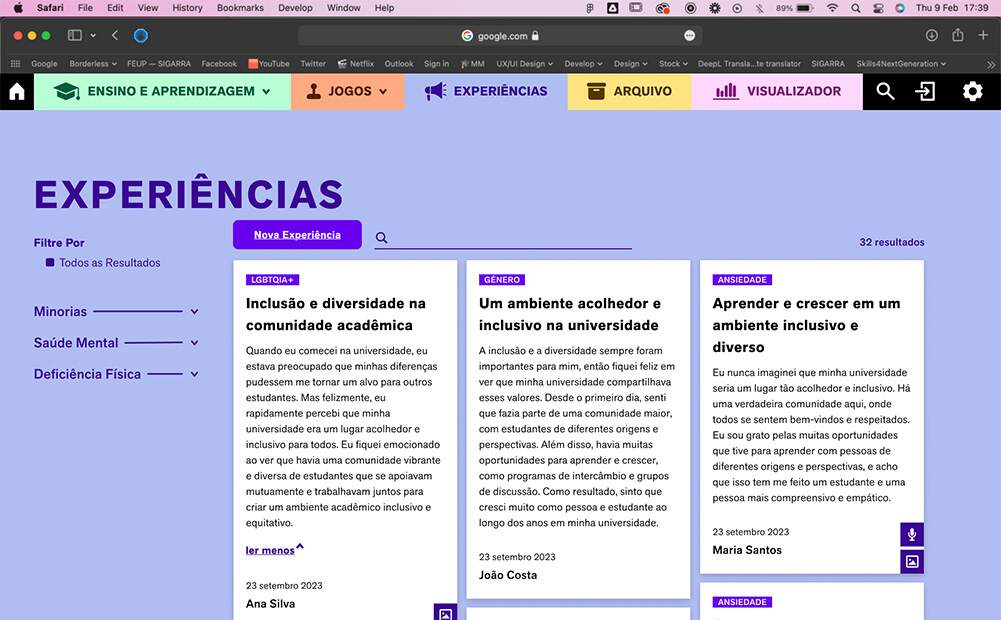 Safari File Edit View History Bookmarks Develop Window Help 89% Thu 9 Feb 17:39
google.com
Google Borderless FEUP — SIGARRA Facebook YouTube Twitter Netflix Outlook Sign in MM UX/UI Design Develop Design Stock DeepL Transla...te translator SIGARRA Skills4NextGeneration
ENSINO E APRENDIZAGEM JOGOS EXPERIÊNCIAS ARQUIVO VISUALIZADOR
EXPERIÊNCIAS
Filtre Por
Todos as Resultados
Minorias
Saúde Mental
Deficiência Física
Nova Experiência
32 resultados
LGBTQIA+
Inclusão e diversidade na
comunidade acadêmica
Quando eu comecei na universidade, eu
estava preocupado que minhas diferenças
pudessem me tornar um alvo para outros
estudantes. Mas felizmente, eu
rapidamente percebi que minha
universidade era um lugar acolhedor e
inclusivo para todos. Eu fiquei emocionado
ao ver que havia uma comunidade vibrante
e diversa de estudantes que se apoiavam
mutuamente e trabalhavam juntos para
criar um ambiente acadêmico inclusivo e
equitativo.
ler menos
23 setembro 2023
Ana Silva
GÉNERO
Um ambiente acolhedor e
inclusivo na universidade
A inclusão e a diversidade sempre foram
importantes para mim, então fiquei feliz em
ver que minha universidade compartilhava
esses valores. Desde o primeiro dia, senti
que fazia parte de uma comunidade maior,
com estudantes de diferentes origens e
perspectivas. Além disso, havia muitas
oportunidades para aprender e crescer,
como programas de intercâmbio e grupos
de discussão. Como resultado, sinto que
cresci muito como pessoa e estudante ao
longo dos anos em minha universidade.
23 setembro 2023
João Costa
ANSIEDADE
Aprender e crescer em um
ambiente inclusivo e
diverso
Eu nunca imaginei que minha universidade
seria um lugar tão acolhedor e inclusivo. Há
uma verdadeira comunidade aqui, onde
todos se sentem bem-vindos e respeitados.
Eu sou grato pelas muitas oportunidades
que tive para aprender com pessoas de
diferentes origens e perspectivas, e acho
que isso tem me feito um estudante e uma
pessoa mais compreensivo e empático.
23 setembro 2023
Maria Santos
ANSIEDADE